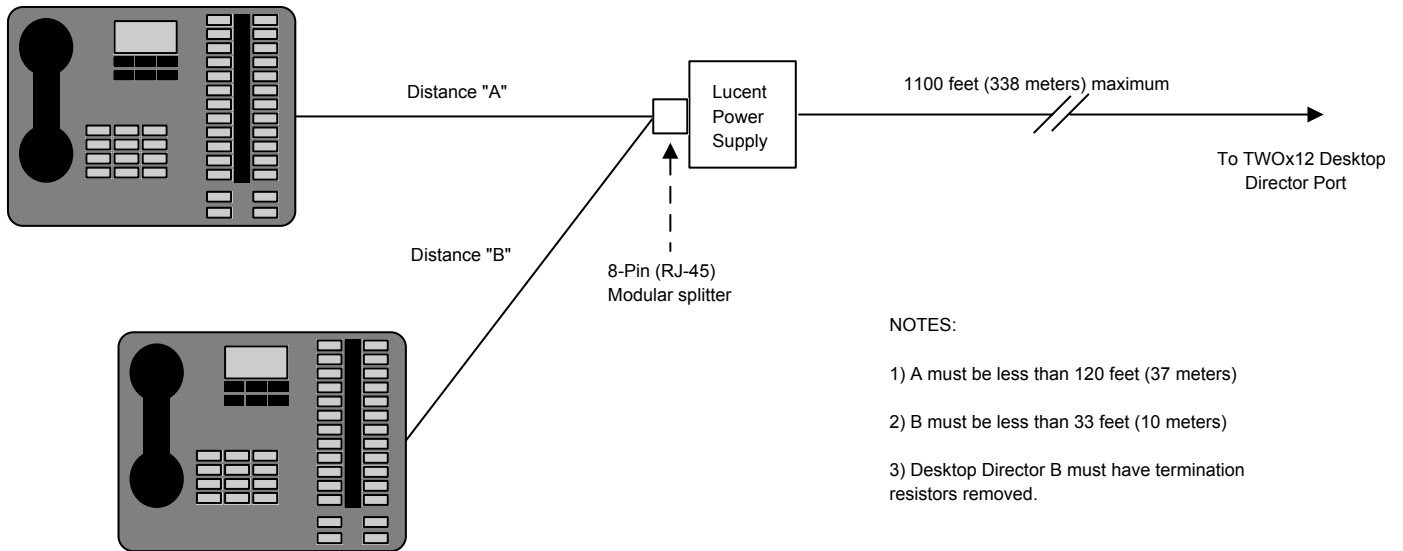 Distance "A"
Lucent
Power
Supply
1100 feet (338 meters) maximum
To TWOx12 Desktop
Director Port
Distance "B"
8-Pin (RJ-45)
Modular splitter
NOTES:
1) A must be less than 120 feet (37 meters)
2) B must be less than 33 feet (10 meters)
3) Desktop Director B must have termination
resistors removed.